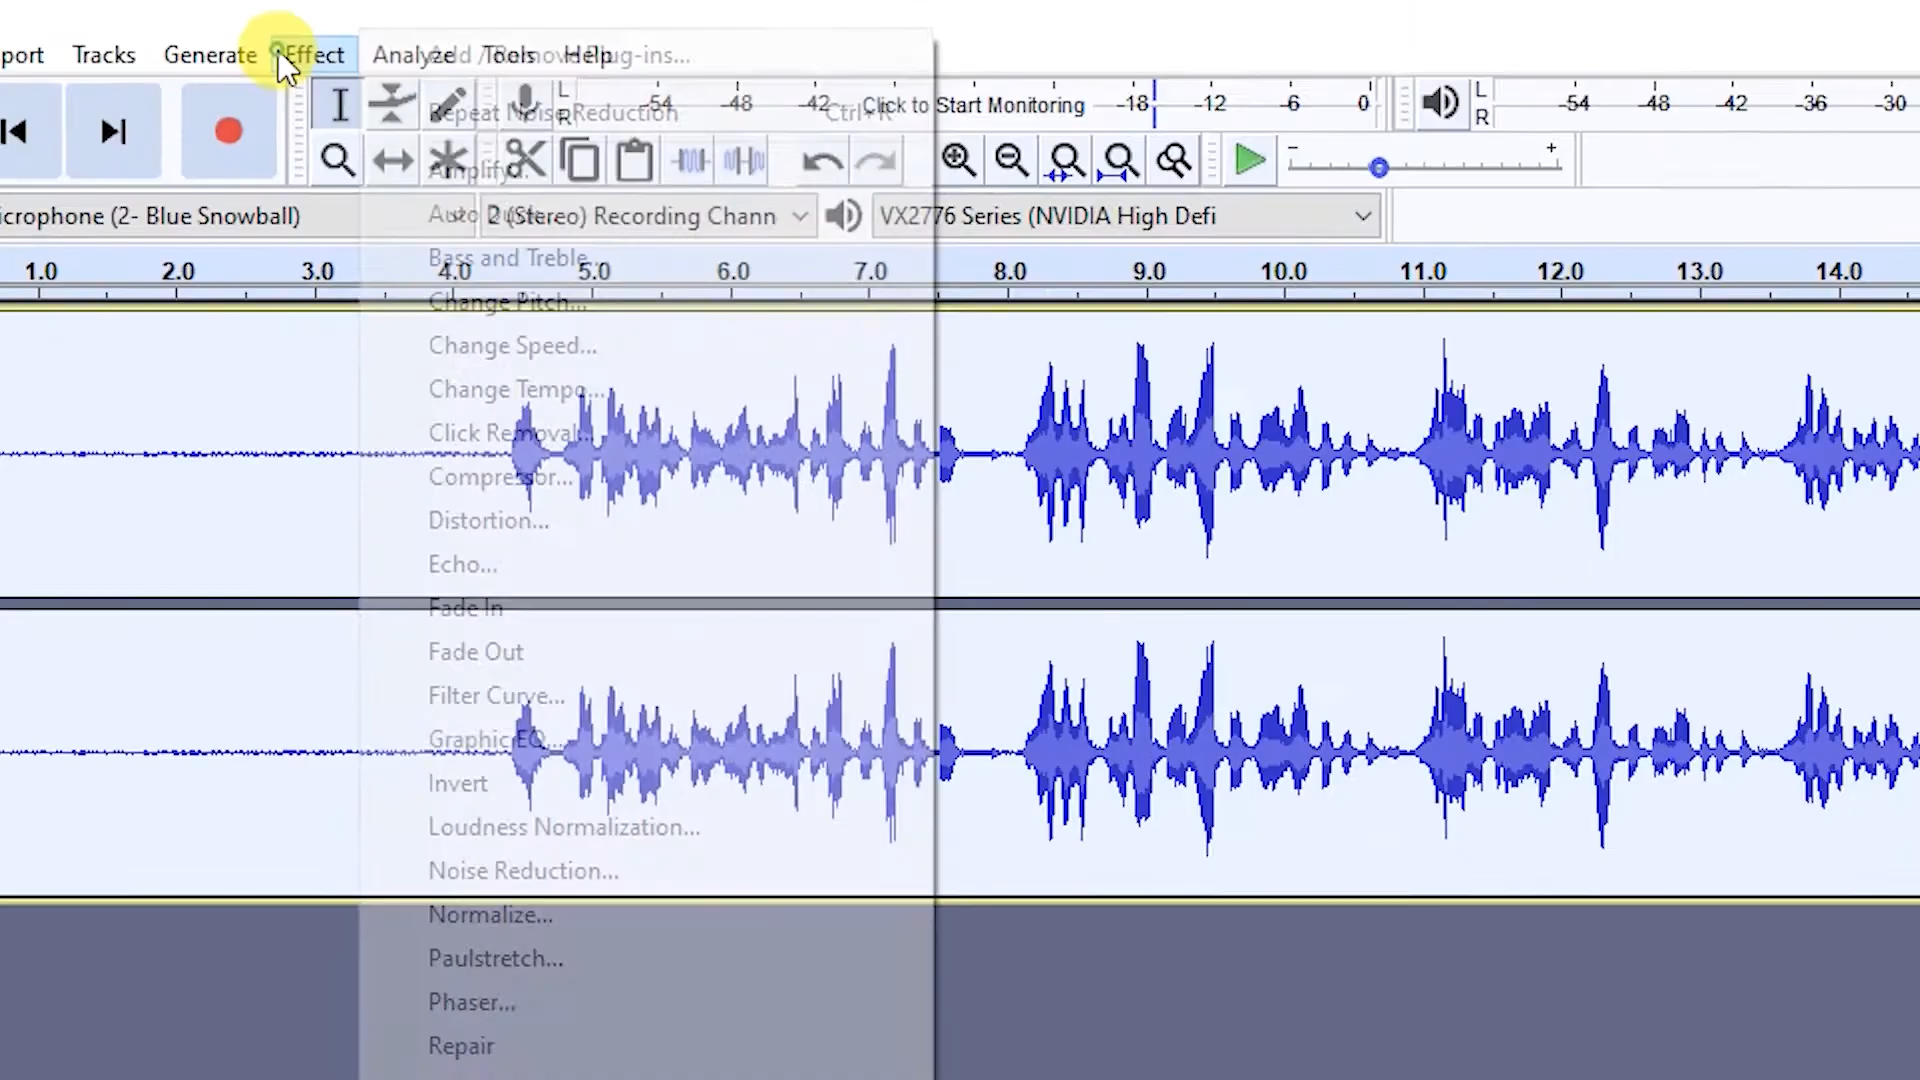 port Tracks Generate Effect Analyze Tools Help
Add / Remove Plug-ins...
L -54 -48 -42 Click to Start Monitoring -18 -12 -6 0 L -54 -48 -42 -36 -30
R R
Repeat Noise Reduction Ctrl+R
- +
Amplify...
icrophone (2- Blue Snowball) 2 (Stereo) Recording Chann VX2776 Series (NVIDIA High Defi
Auto Duck...
Bass and Treble...
1.0 2.0 3.0 4.0 5.0 6.0 7.0 8.0 9.0 10.0 11.0 12.0 13.0 14.0
Change Pitch...
Change Speed...
Change Tempo...
Click Removal...
Compressor...
Distortion...
Echo...
Fade In
Fade Out
Filter Curve...
Graphic EQ...
Invert
Loudness Normalization...
Noise Reduction...
Normalize...
Paulstretch...
Phaser...
Repair